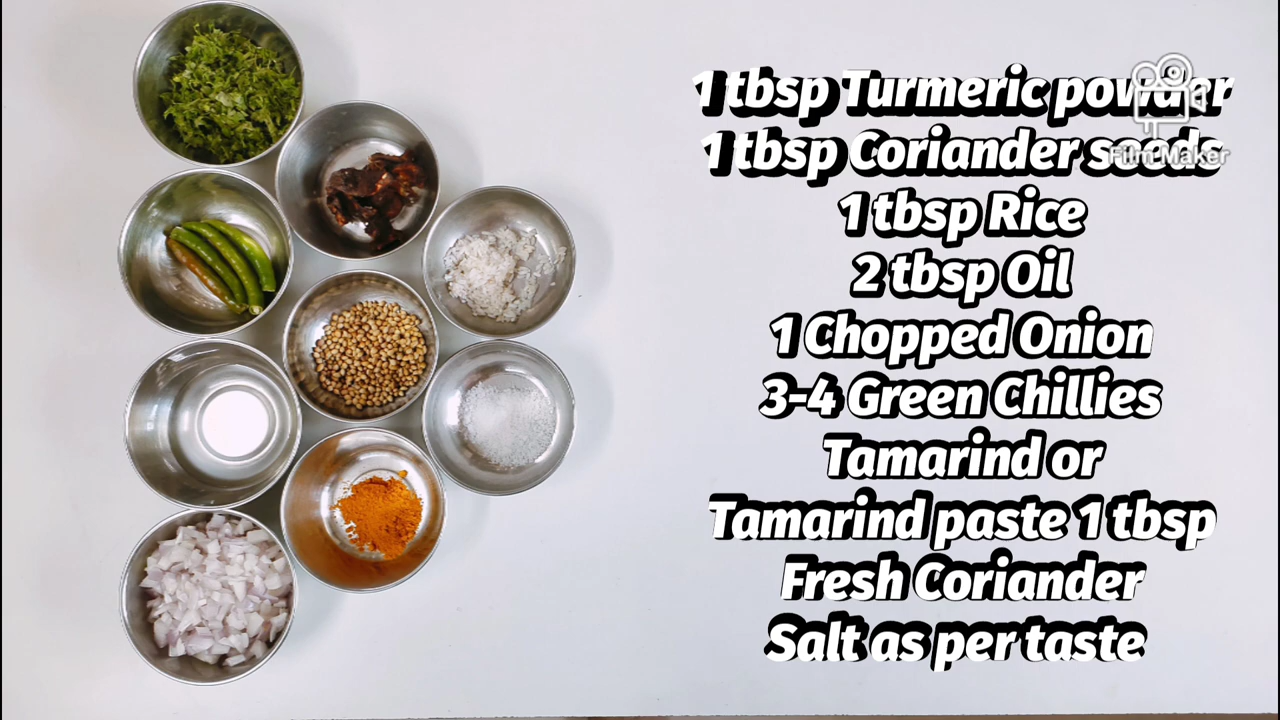 1 tbsp Turmeric powder
Film Maker
1 tbsp Coriander seeds
1 tbsp Rice
2 tbsp Oil
1 Chopped Onion
3-4 Green Chillies
Tamarind or
Tamarind paste 1 tbsp
Fresh Coriander
Salt as per taste